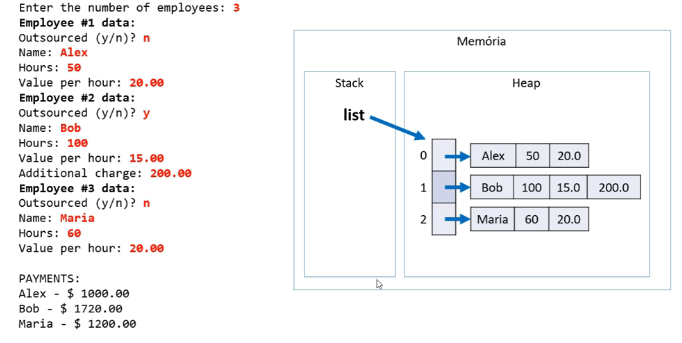 Enter the number of employees: 3
Employee #1 data:
Outsourced (y/n)? n
Name: Alex
Hours: 50
Value per hour: 20.00
Employee #2 data:
Outsourced (y/n)? y
Name: Bob
Hours: 100
Value per hour: 15.00
Additional charge: 200.00
Employee #3 data:
Outsourced (y/n)? n
Name: Maria
Hours: 60
Value per hour: 20.00
PAYMENTS:
Alex - $ 1000.00
Bob - $ 1720.00
Maria - $ 1200.00
Memória
Stack
Heap
list
0 Alex 50 20.0
1 Bob 100 15.0 200.0
2 Maria 60 20.0